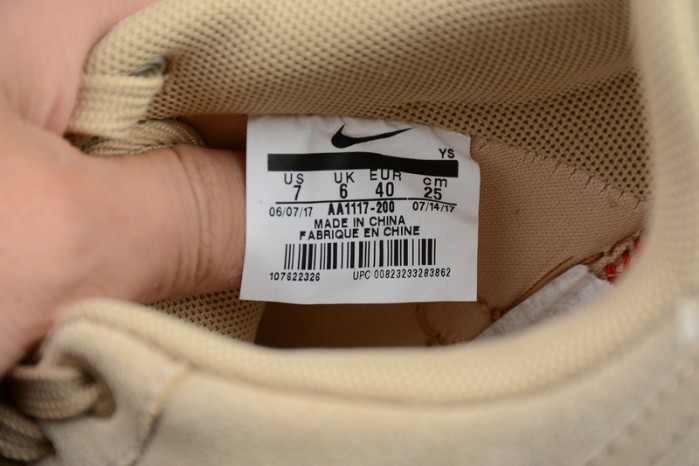 YS
US UK EUR cm
7 6 40 25
06/07/17 AA1117-200 07/14/17
MADE IN CHINA
FABRIQUE EN CHINE
107622326 UPC 00823233283862